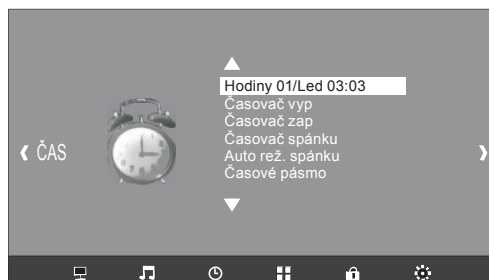 ČAS
Hodiny 01/Led 03:03
Časovač vyp
Časovač zap
Časovač spánku
Auto rež. spánku
Časové pásmo